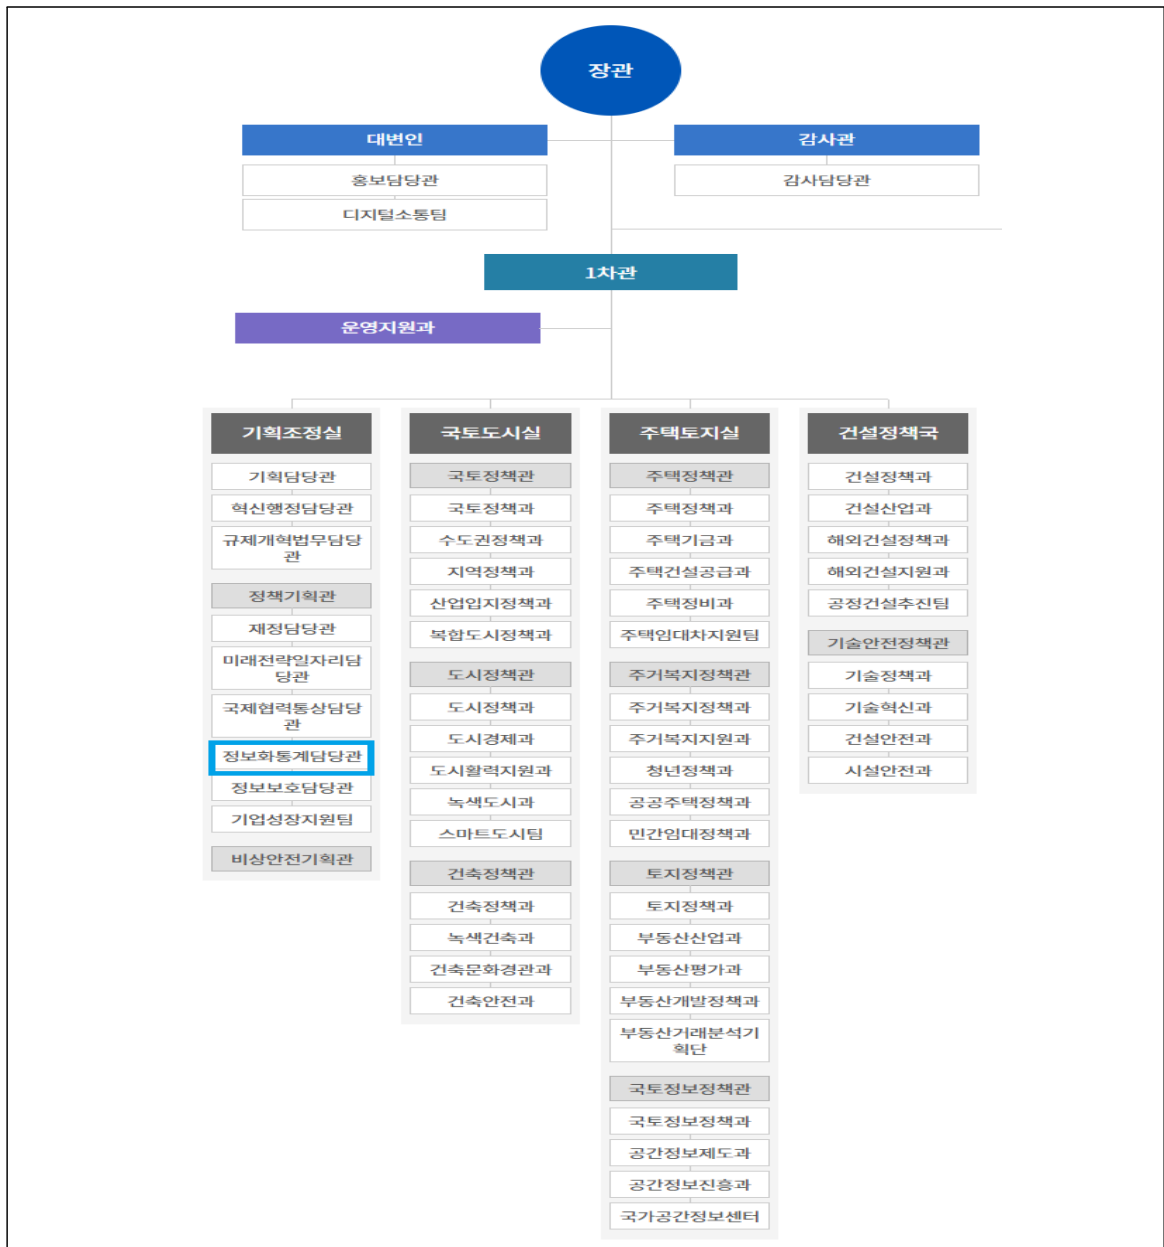 장관
대변인
홍보담당관
디지털소통팀
감사관
감사담당관
1차관
운영지원과
기획조정실
기획담당관
혁신행정담당관
규제개혁법무담당
관
정책기획관
재정담당관
미래전략일자리담
당관
국제협력통상담당
관
정보화통계담당관
정보보호담당관
기업성장지원팀
비상안전기획관
국토도시실
국토정책관
국토정책과
수도권정책과
지역정책과
산업입지정책과
복합도시정책과
도시정책관
도시정책과
도시경제과
도시활력지원과
녹색도시과
스마트도시팀
건축정책관
건축정책과
녹색건축과
건축문화경관과
건축안전과
주택토지실
주택정책관
주택정책과
주택기금과
주택건설공급과
주택정비과
주택임대차지원팀
주거복지정책관
주거복지정책과
주거복지지원과
청년정책과
공공주택정책과
민간임대정책과
토지정책관
토지정책과
부동산산업과
부동산평가과
부동산개발정책과
부동산거래분석기
획단
국토정보정책관
국토정보정책과
공간정보제도과
공간정보진흥과
국가공간정보센터
건설정책국
건설정책과
건설산업과
해외건설정책과
해외건설지원과
공정건설추진팀
기술안전정책관
기술정책과
기술혁신과
건설안전과
시설안전과